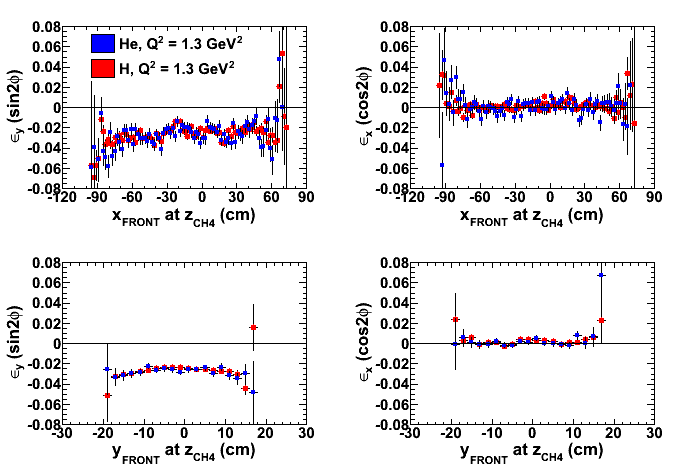 0.08 0.06 0.04 0.02 0 -0.02 -0.04 -0.06 -0.08
ϵy (sin2ϕ)
He, Q² = 1.3 GeV²
H, Q² = 1.3 GeV²
-120 -90 -60 -30 0 30 60 90
xFRONT at zCH4 (cm)
0.08 0.06 0.04 0.02 0 -0.02 -0.04 -0.06 -0.08
ϵx (cos2ϕ)
-120 -90 -60 -30 0 30 60 90
xFRONT at zCH4 (cm)
0.08 0.06 0.04 0.02 0 -0.02 -0.04 -0.06 -0.08
ϵy (sin2ϕ)
-30 -20 -10 0 10 20 30
yFRONT at zCH4 (cm)
0.08 0.06 0.04 0.02 0 -0.02 -0.04 -0.06 -0.08
ϵx (cos2ϕ)
-30 -20 -10 0 10 20 30
yFRONT at zCH4 (cm)